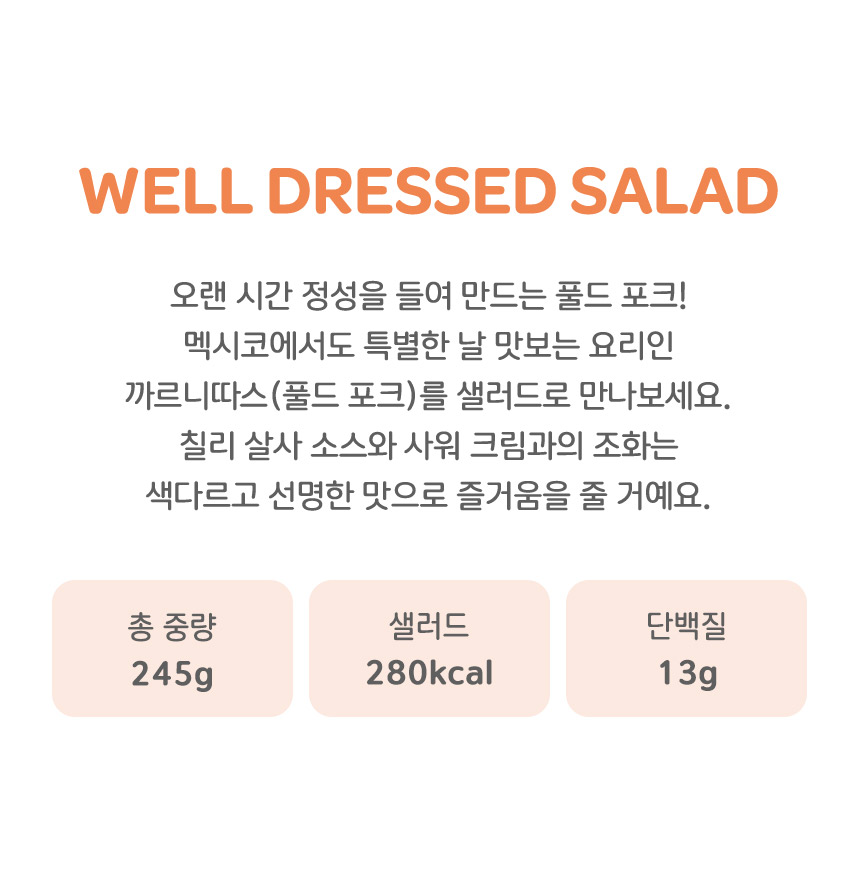 WELL DRESSED SALAD
오랜 시간 정성을 들여 만드는 풀드 포크!
멕시코에서도 특별한 날 맛보는 요리인
까르니따스(풀드 포크)를 샐러드로 만나보세요.
칠리 살사 소스와 사워 크림과의 조화는
색다르고 선명한 맛으로 즐거움을 줄 거예요.
총 중량
245g
샐러드
280kcal
단백질
13g